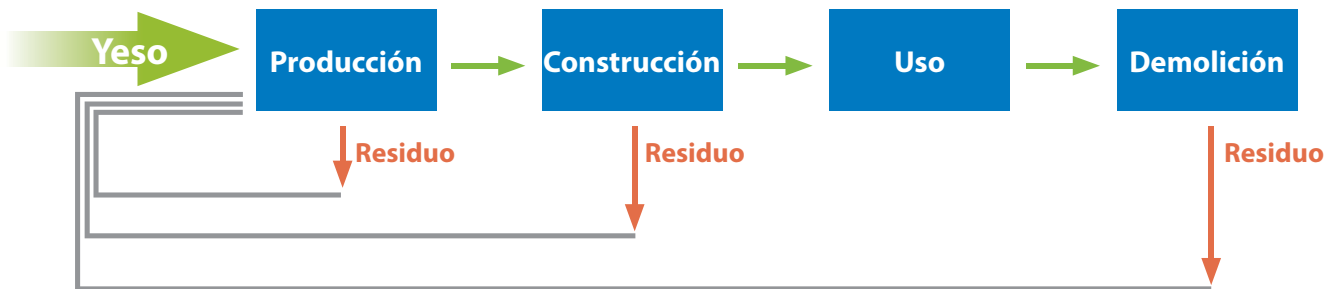 Yeso
Producción
Construcción
Uso
Demolición
Residuo
Residuo
Residuo